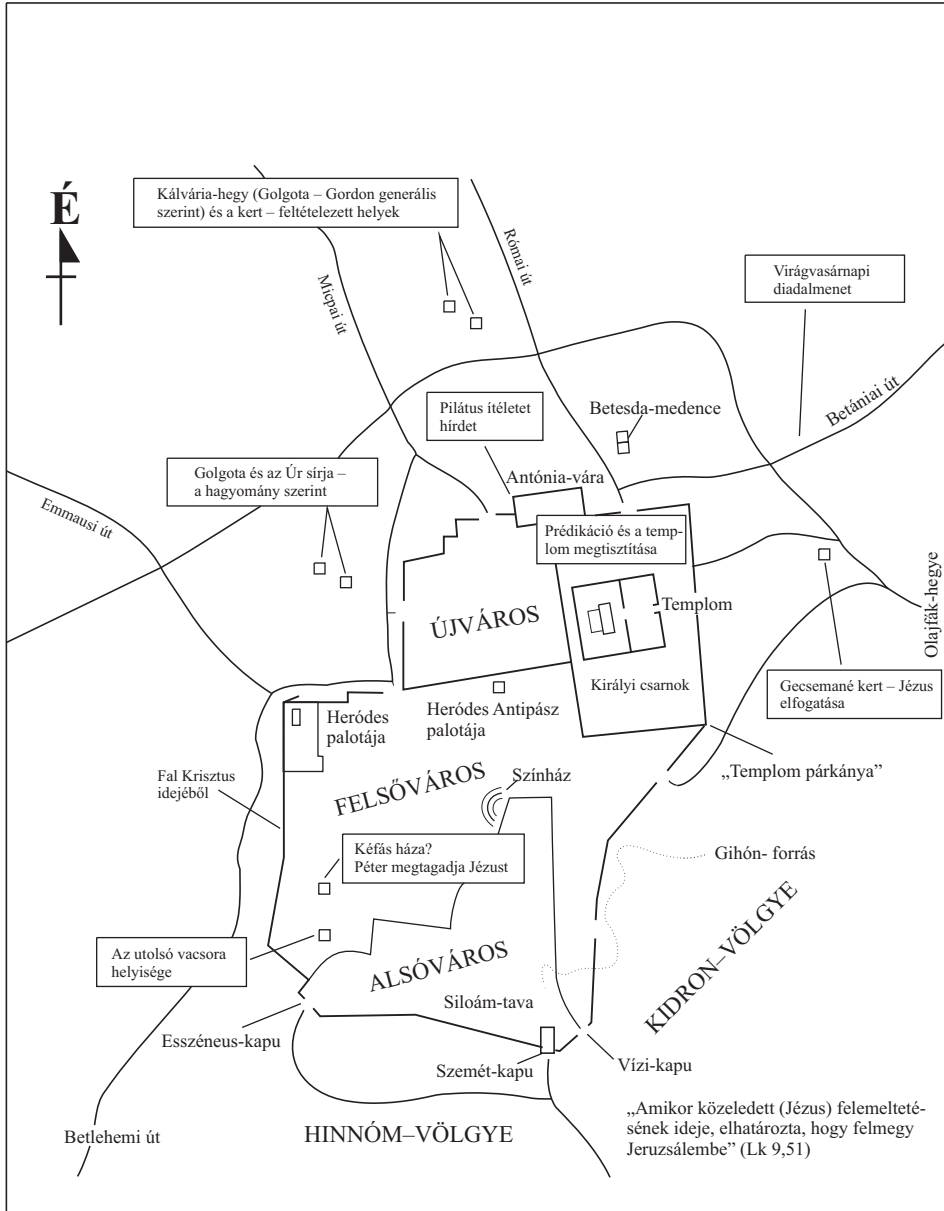 Kálvária-hegy (Golgota – Gordon generális
szerint) és a kert – feltételezett helyek
É
Római út
Micpai út
Virágvasárnapi
diadalmenet
Betániai út
Pilátus ítéletet
hírdet
Betesda-medence
Antónia-vára
Golgota és az Úr sírja –
a hagyomány szerint
Emmausi út
Prédikáció és a temp-
lom megtisztítása
Olajfák-hegye
Templom
ÚJVÁROS
Királyi csarnok
Gecsemané kert – Jézus
elfogatása
Heródes
palotája
Heródes Antipász
palotája
„Templom párkánya”
Fal Krisztus
idejéből
FELSŐVÁROS
Színház
Kéfás háza?
Péter megtagadja Jézust
Gihón- forrás
Az utolsó vacsora
helyisége
ALSÓVÁROS
KIDRON–VÖLGYE
Siloám-tava
Esszéneus-kapu
Szemét-kapu
Vízi-kapu
Betlehemi út
HINNÓM–VÖLGYE
„Amikor közeledett (Jézus) felemelteté-
sének ideje, elhatározta, hogy felmegy
Jeruzsálembe” (Lk 9,51)